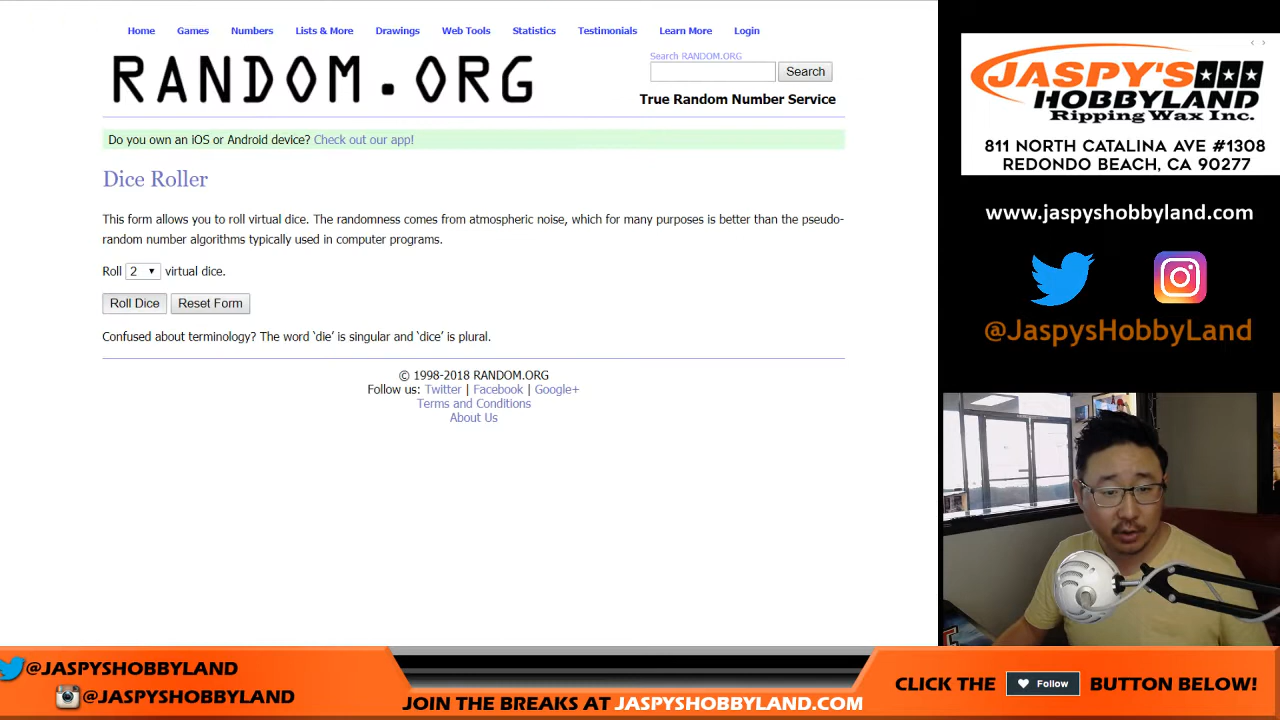 Home Games Numbers Lists & More Drawings Web Tools Statistics Testimonials Learn More Login
RANDOM.ORG
Search RANDOM.ORG
Search
True Random Number Service
Do you own an iOS or Android device? Check out our app!
Dice Roller
This form allows you to roll virtual dice. The randomness comes from atmospheric noise, which for many purposes is better than the pseudo-
random number algorithms typically used in computer programs.
Roll 2 virtual dice.
Roll Dice Reset Form
Confused about terminology? The word ‘die’ is singular and ‘dice’ is plural.
© 1998-2018 RANDOM.ORG
Follow us: Twitter | Facebook | Google+
Terms and Conditions
About Us
JASPY'S
HOBBYLAND
Ripping Wax Inc.
811 NORTH CATALINA AVE #1308
REDONDO BEACH, CA 90277
www.jaspyshobbyland.com
@JaspysHobbyLand
@JASPYSHOBBYLAND
@JASPYSHOBBYLAND
JOIN THE BREAKS AT JASPYSHOBBYLAND.COM
CLICK THE Follow BUTTON BELOW!